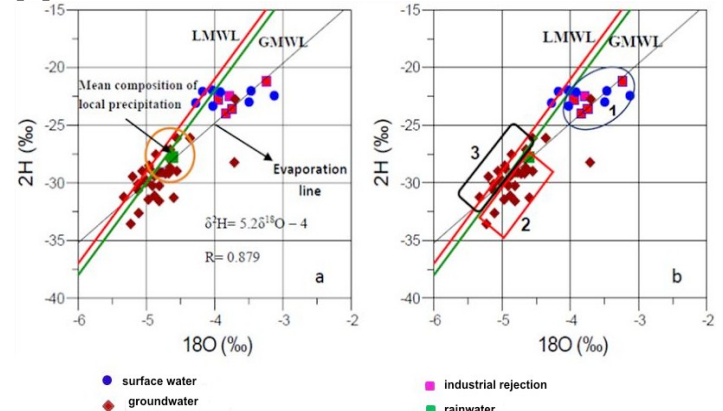 -15
-20
-25
-30
-35
-40
-6
-5
-4
-3
-2
2H (‰)
18O (‰)
LMWL
GMWL
Mean composition of
local precipitation
Evaporation
line
δ²H= 5.2δ¹⁸O – 4
R= 0.879
a
-15
-20
-25
-30
-35
-40
-6
-5
-4
-3
-2
2H (‰)
18O (‰)
LMWL
GMWL
1
3
2
b
surface water
groundwater
industrial rejection
rainwater